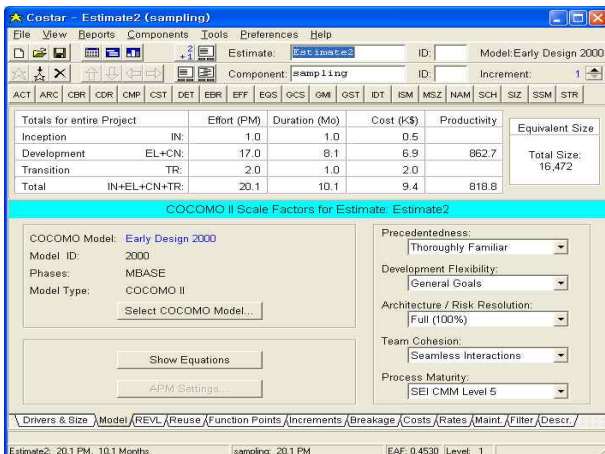 Costar - Estimate2 (sampling)
File View Reports Components Tools Preferences Help
Estimate: Estimate2 ID: Model:Early Design 2000
Component: sampling ID: Increment: 1
ACT ARC CBR CDR CMP CST DET EBR EFF EGS GCS GMI GST IDT ISM MSZ NAM SCH SIZ SSM STR
Totals for entire Project Effort (PM) Duration (Mo) Cost (K$) Productivity Equivalent Size
Inception IN: 1.0 1.0 0.5
Development EL+CN: 17.0 8.1 6.9 862.7 Total Size:
Transition TR: 2.0 1.0 2.0 16,472
Total IN+EL+CN+TR: 20.1 10.1 9.4 818.8
COCOMO II Scale Factors for Estimate: Estimate2
COCOMO Model: Early Design 2000
Model ID: 2000
Phases: MBASE
Model Type: COCOMO II
Select COCOMO Model...
Show Equations
APM Settings...
Precedentedness:
Thoroughly Familiar
Development Flexibility:
General Goals
Architecture / Risk Resolution:
Full (100%)
Team Cohesion:
Seamless Interactions
Process Maturity:
SEI CMM Level 5
Drivers & Size Model REVL Reuse Function Points Increments Breakage Costs Rates Maint. Filter Descr.
Estimate2: 20.1 PM, 10.1 Months sampling: 20.1 PM EAF: 0.4530 Level: 1